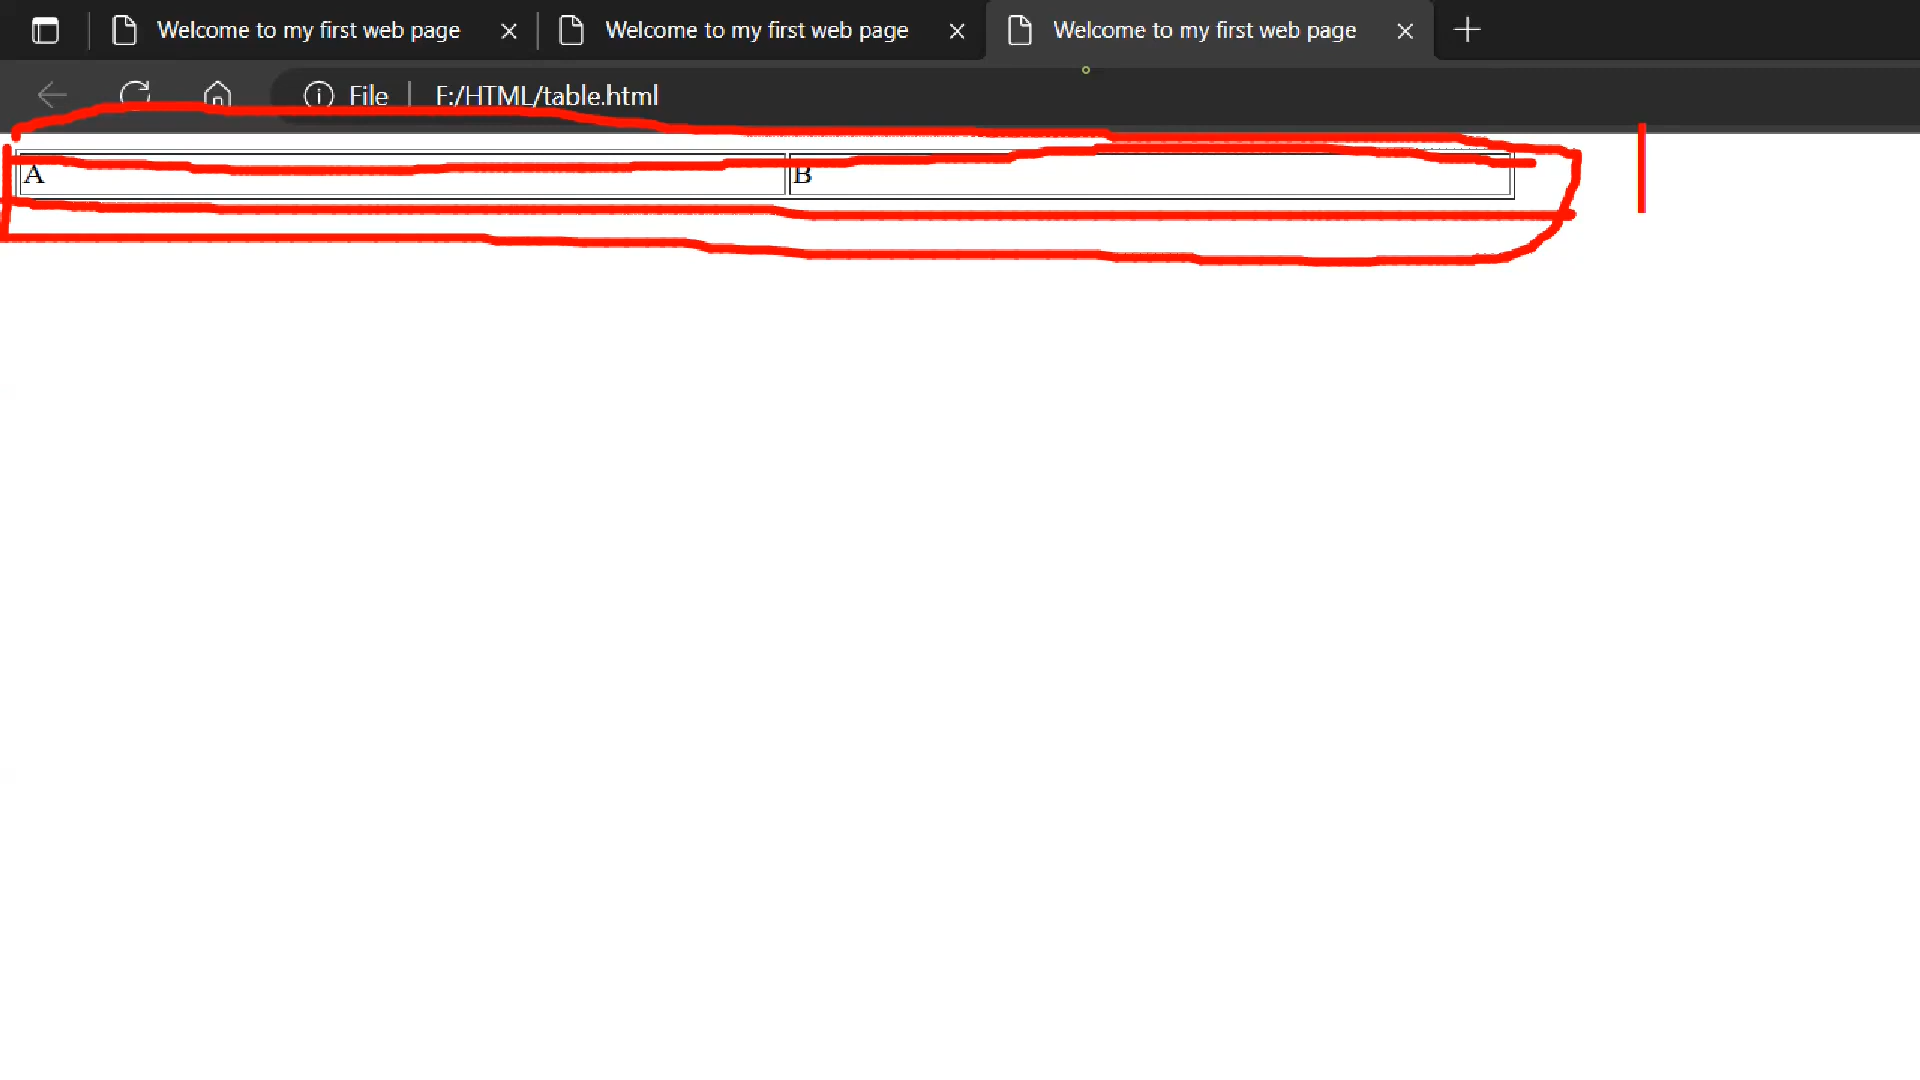 Welcome to my first web page
Welcome to my first web page
Welcome to my first web page
File
F:/HTML/table.html
A
B